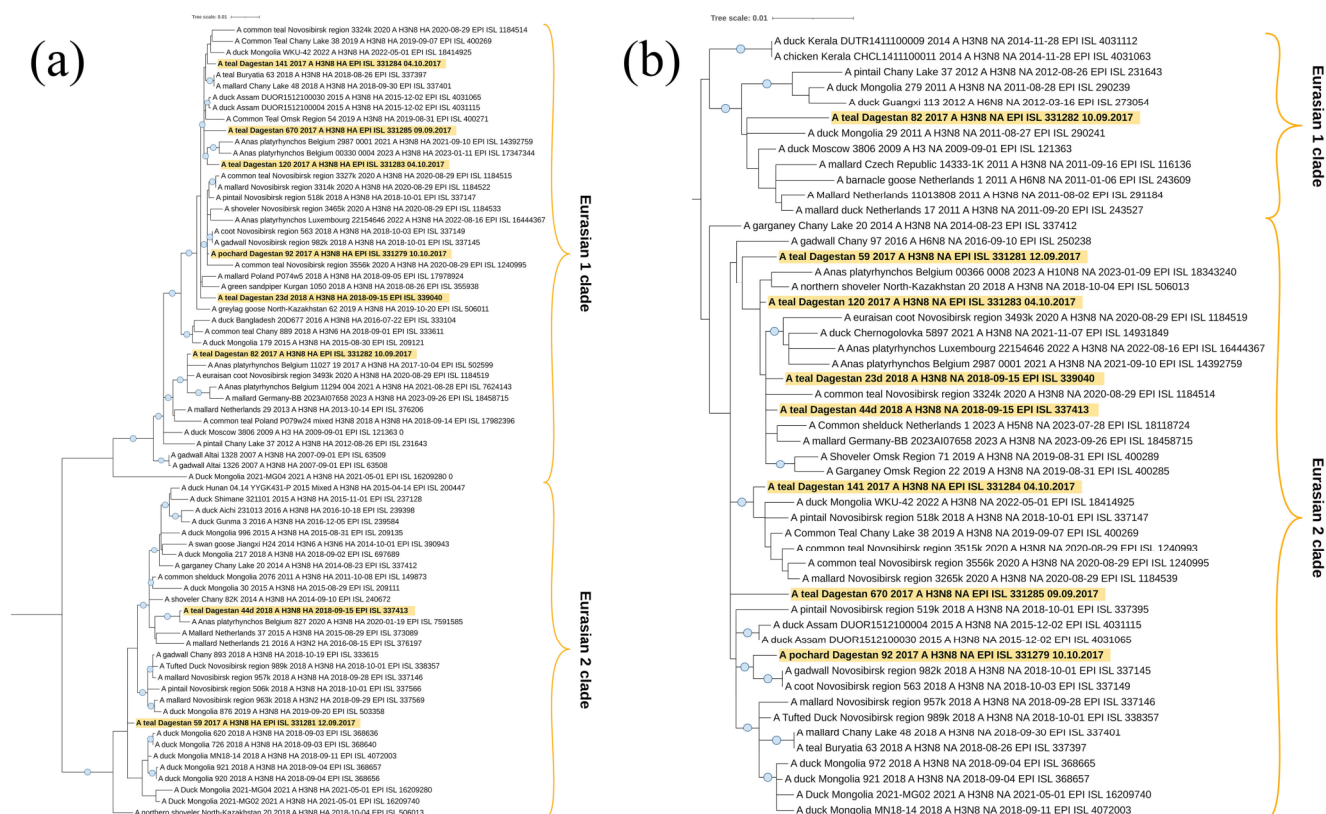 (a)
Tree scale: 0.01
A common teal Novosibirsk region 3324k 2020 A H3N8 HA 2020-08-29 EPI ISL 1184514
A Common Teal Chany Lake 38 2019 A H3N8 HA 2019-09-07 EPI ISL 400269
A duck Mongolia WKU-42 2022 A H3N8 HA 2022-05-01 EPI ISL 18414925
A teal Dagestan 141 2017 A H3N8 HA EPI ISL 331284 04.10.2017
A teal Buryatia 63 2018 A H3N8 HA 2018-08-26 EPI ISL 337397
A mallard Chany Lake 48 2018 A H3N8 HA 2018-09-30 EPI ISL 337401
A duck Assam DUOR1512100030 2015 A H3N8 HA 2015-12-02 EPI ISL 4031065
A duck Assam DUOR1512100004 2015 A H3N8 HA 2015-12-02 EPI ISL 4031115
A Common Teal Omsk Region 54 2019 A H3N8 HA 2019-08-31 EPI ISL 400271
A teal Dagestan 670 2017 A H3N8 HA EPI ISL 331285 09.09.2017
A Anas platyrhynchos Belgium 2987 0001 2021 A H3N8 HA 2021-09-10 EPI ISL 14392759
A Anas platyrhynchos Belgium 00330 0004 2023 A H3N8 HA 2023-01-11 EPI ISL 17347344
A teal Dagestan 120 2017 A H3N8 HA EPI ISL 331283 04.10.2017
A common teal Novosibirsk region 3327k 2020 A H3N8 HA 2020-08-29 EPI ISL 1184515
A mallard Novosibirsk region 3314k 2020 A H3N8 HA 2020-08-29 EPI ISL 1184522
A pintail Novosibirsk region 518k 2018 A H3N8 HA 2018-10-01 EPI ISL 337147
A shoveler Novosibirsk region 3465k 2020 A H3N8 HA 2020-08-29 EPI ISL 1184533
A Anas platyrhynchos Luxembourg 22154646 2022 A H3N8 HA 2022-08-16 EPI ISL 16444367
A coot Novosibirsk region 563 2018 A H3N8 HA 2018-10-03 EPI ISL 337149
A gadwall Novosibirsk region 982k 2018 A H3N8 HA 2018-10-01 EPI ISL 337145
A pochard Dagestan 92 2017 A H3N8 HA EPI ISL 331279 10.10.2017
A common teal Novosibirsk region 3556k 2020 A H3N8 HA 2020-08-29 EPI ISL 1240995
A mallard Poland P074w5 2018 A H3N8 HA 2018-09-05 EPI ISL 17978924
A green sandpiper Kurgan 1050 2018 A H3N8 HA 2018-08-26 EPI ISL 355938
A teal Dagestan 23d 2018 A H3N8 HA 2018-09-15 EPI ISL 339040
A greylag goose North-Kazakhstan 62 2019 A H3N8 HA 2019-10-20 EPI ISL 506011
A duck Bangladesh 20D677 2016 A H3N8 HA 2016-07-22 EPI ISL 333104
A common teal Chany 889 2018 A H3N6 HA 2018-09-01 EPI ISL 333611
A duck Mongolia 179 2015 A H3N8 HA 2015-08-30 EPI ISL 209121
A teal Dagestan 82 2017 A H3N8 HA EPI ISL 331282 10.09.2017
A Anas platyrhynchos Belgium 11027 19 2017 A H3N8 HA 2017-10-04 EPI ISL 502599
A euraisan coot Novosibirsk region 3493k 2020 A H3N8 HA 2020-08-29 EPI ISL 1184519
A Anas platyrhynchos Belgium 11294 004 2021 A H3N8 HA 2021-08-28 EPI ISL 7624143
A mallard Germany-BB 2023AI07658 2023 A H3N8 HA 2023-09-26 EPI ISL 18458715
A mallard Netherlands 29 2013 A H3N8 HA 2013-10-14 EPI ISL 376206
A common teal Poland P079w24 mixed H3N8 2018 A H3N8 HA 2018-09-14 EPI ISL 17982396
A duck Moscow 3806 2009 A H3 HA 2009-09-01 EPI ISL 121363 0
A pintail Chany Lake 37 2012 A H3N8 HA 2012-08-26 EPI ISL 231643
A gadwall Altai 1328 2007 A H3N8 HA 2007-09-01 EPI ISL 63509
A gadwall Altai 1326 2007 A H3N8 HA 2007-09-01 EPI ISL 63508
A Duck Mongolia 2021-MG04 2021 A H3N8 HA 2021-05-01 EPI ISL 16209280 0
Eurasian 1 clade
A duck Hunan 04.14 YYGK431-P 2015 Mixed A H3N8 HA 2015-04-14 EPI ISL 200447
A duck Shimane 321101 2015 A H3N8 HA 2015-11-01 EPI ISL 237128
A duck Aichi 231013 2016 A H3N8 HA 2016-10-18 EPI ISL 239398
A duck Gunma 3 2016 A H3N8 HA 2016-12-05 EPI ISL 239584
A duck Mongolia 996 2015 A H3N8 HA 2015-08-31 EPI ISL 209135
A swan goose Jiangxi H24 2014 H3N6 A H3N6 HA 2014-10-01 EPI ISL 390943
A duck Mongolia 217 2018 A H3N8 HA 2018-09-02 EPI ISL 697689
A garganey Chany Lake 20 2014 A H3N8 HA 2014-08-23 EPI ISL 337412
A common shelduck Mongolia 2076 2011 A H3N8 HA 2011-10-08 EPI ISL 149873
A duck Mongolia 30 2015 A H3N8 HA 2015-08-29 EPI ISL 209111
A shoveler Chany 82K 2014 A H3N8 HA 2014-09-10 EPI ISL 240672
A teal Dagestan 44d 2018 A H3N8 HA 2018-09-15 EPI ISL 337413
A Anas platyrhynchos Belgium 827 2020 A H3N8 HA 2020-01-19 EPI ISL 7591585
A Mallard Netherlands 37 2015 A H3N8 HA 2015-08-29 EPI ISL 373089
A mallard Netherlands 21 2016 A H3N2 HA 2016-08-15 EPI ISL 376197
A gadwall Chany 893 2018 A H3N8 HA 2018-10-19 EPI ISL 333615
A Tufted Duck Novosibirsk region 989k 2018 A H3N8 HA 2018-10-01 EPI ISL 338357
A mallard Novosibirsk region 957k 2018 A H3N8 HA 2018-09-28 EPI ISL 337146
A pintail Novosibirsk region 506k 2018 A H3N8 HA 2018-10-01 EPI ISL 337566
A mallard Novosibirsk region 963k 2018 A H3N2 HA 2018-09-29 EPI ISL 337569
A duck Mongolia 876 2019 A H3N8 HA 2019-09-20 EPI ISL 503358
A teal Dagestan 59 2017 A H3N8 HA EPI ISL 331281 12.09.2017
A duck Mongolia 620 2018 A H3N8 HA 2018-09-03 EPI ISL 368636
A duck Mongolia 726 2018 A H3N8 HA 2018-09-03 EPI ISL 368640
A duck Mongolia MN18-14 2018 A H3N8 HA 2018-09-11 EPI ISL 4072003
A duck Mongolia 921 2018 A H3N8 HA 2018-09-04 EPI ISL 368657
A duck Mongolia 920 2018 A H3N8 HA 2018-09-04 EPI ISL 368656
A Duck Mongolia 2021-MG04 2021 A H3N8 HA 2021-05-01 EPI ISL 16209280
A Duck Mongolia 2021-MG02 2021 A H3N8 HA 2021-05-01 EPI ISL 16209740
A northern shoveler North-Kazakhstan 20 2018 A H3N8 HA 2018-10-04 EPI ISL 506013
Eurasian 2 clade
(b)
Tree scale: 0.01
A duck Kerala DUTR1411100009 2014 A H3N8 NA 2014-11-28 EPI ISL 4031112
A chicken Kerala CHCL1411100011 2014 A H3N8 NA 2014-11-28 EPI ISL 4031063
A pintail Chany Lake 37 2012 A H3N8 NA 2012-08-26 EPI ISL 231643
A duck Mongolia 279 2011 A H3N8 NA 2011-08-28 EPI ISL 290239
A duck Guangxi 113 2012 A H6N8 NA 2012-03-16 EPI ISL 273054
A teal Dagestan 82 2017 A H3N8 NA EPI ISL 331282 10.09.2017
A duck Mongolia 29 2011 A H3N8 NA 2011-08-27 EPI ISL 290241
A duck Moscow 3806 2009 A H3 NA 2009-09-01 EPI ISL 121363
A mallard Czech Republic 14333-1K 2011 A H3N8 NA 2011-09-16 EPI ISL 116136
A barnacle goose Netherlands 1 2011 A H6N8 NA 2011-01-06 EPI ISL 243609
A Mallard Netherlands 11013808 2011 A H3N8 NA 2011-08-02 EPI ISL 291184
A mallard duck Netherlands 17 2011 A H3N8 NA 2011-09-20 EPI ISL 243527
Eurasian 1 clade
A garganey Chany Lake 20 2014 A H3N8 NA 2014-08-23 EPI ISL 337412
A gadwall Chany 97 2016 A H6N8 NA 2016-09-10 EPI ISL 250238
A teal Dagestan 59 2017 A H3N8 NA EPI ISL 331281 12.09.2017
A Anas platyrhynchos Belgium 00366 0008 2023 A H10N8 NA 2023-01-09 EPI ISL 18343240
A northern shoveler North-Kazakhstan 20 2018 A H3N8 NA 2018-10-04 EPI ISL 506013
A teal Dagestan 120 2017 A H3N8 NA EPI ISL 331283 04.10.2017
A euraisan coot Novosibirsk region 3493k 2020 A H3N8 NA 2020-08-29 EPI ISL 1184519
A duck Chernogolovka 5897 2021 A H3N8 NA 2021-11-07 EPI ISL 14931849
A Anas platyrhynchos Luxembourg 22154646 2022 A H3N8 NA 2022-08-16 EPI ISL 16444367
A Anas platyrhynchos Belgium 2987 0001 2021 A H3N8 NA 2021-09-10 EPI ISL 14392759
A teal Dagestan 23d 2018 A H3N8 NA 2018-09-15 EPI ISL 339040
A common teal Novosibirsk region 3324k 2020 A H3N8 NA 2020-08-29 EPI ISL 1184514
A teal Dagestan 44d 2018 A H3N8 NA 2018-09-15 EPI ISL 337413
A Common shelduck Netherlands 1 2023 A H5N8 NA 2023-07-28 EPI ISL 18118724
A mallard Germany-BB 2023AI07658 2023 A H3N8 NA 2023-09-26 EPI ISL 18458715
A Shoveler Omsk Region 71 2019 A H3N8 NA 2019-08-31 EPI ISL 400289
A Garganey Omsk Region 22 2019 A H3N8 NA 2019-08-31 EPI ISL 400285
A teal Dagestan 141 2017 A H3N8 NA EPI ISL 331284 04.10.2017
A duck Mongolia WKU-42 2022 A H3N8 NA 2022-05-01 EPI ISL 18414925
A pintail Novosibirsk region 518k 2018 A H3N8 NA 2018-10-01 EPI ISL 337147
A Common Teal Chany Lake 38 2019 A H3N8 NA 2019-09-07 EPI ISL 400269
A common teal Novosibirsk region 3515k 2020 A H3N8 NA 2020-08-29 EPI ISL 1240993
A common teal Novosibirsk region 3556k 2020 A H3N8 NA 2020-08-29 EPI ISL 1240995
A mallard Novosibirsk region 3265k 2020 A H3N8 NA 2020-08-29 EPI ISL 1184539
A teal Dagestan 670 2017 A H3N8 NA EPI ISL 331285 09.09.2017
A pintail Novosibirsk region 519k 2018 A H3N8 NA 2018-10-01 EPI ISL 337395
A duck Assam DUOR1512100004 2015 A H3N8 NA 2015-12-02 EPI ISL 4031115
A duck Assam DUOR1512100030 2015 A H3N8 NA 2015-12-02 EPI ISL 4031065
A pochard Dagestan 92 2017 A H3N8 NA EPI ISL 331279 10.10.2017
A gadwall Novosibirsk region 982k 2018 A H3N8 NA 2018-10-01 EPI ISL 337145
A coot Novosibirsk region 563 2018 A H3N8 NA 2018-10-03 EPI ISL 337149
A mallard Novosibirsk region 957k 2018 A H3N8 NA 2018-09-28 EPI ISL 337146
A Tufted Duck Novosibirsk region 989k 2018 A H3N8 NA 2018-10-01 EPI ISL 338357
A mallard Chany Lake 48 2018 A H3N8 NA 2018-09-30 EPI ISL 337401
A teal Buryatia 63 2018 A H3N8 NA 2018-08-26 EPI ISL 337397
A duck Mongolia 972 2018 A H3N8 NA 2018-09-04 EPI ISL 368665
A duck Mongolia 921 2018 A H3N8 NA 2018-09-04 EPI ISL 368657
A Duck Mongolia 2021-MG02 2021 A H3N8 NA 2021-05-01 EPI ISL 16209740
A duck Mongolia MN18-14 2018 A H3N8 NA 2018-09-11 EPI ISL 4072003
Eurasian 2 clade